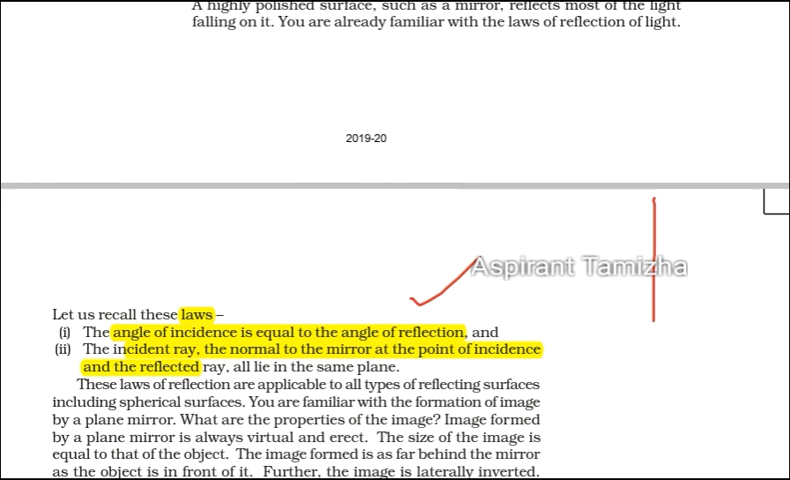 A highly polished surface, such as a mirror, reflects most of the light
falling on it. You are already familiar with the laws of reflection of light.
2019-20
Aspirant Tamizha
Let us recall these laws –
(i) The angle of incidence is equal to the angle of reflection, and
(ii) The incident ray, the normal to the mirror at the point of incidence
and the reflected ray, all lie in the same plane.
These laws of reflection are applicable to all types of reflecting surfaces
including spherical surfaces. You are familiar with the formation of image
by a plane mirror. What are the properties of the image? Image formed
by a plane mirror is always virtual and erect. The size of the image is
equal to that of the object. The image formed is as far behind the mirror
as the object is in front of it. Further, the image is laterally inverted.